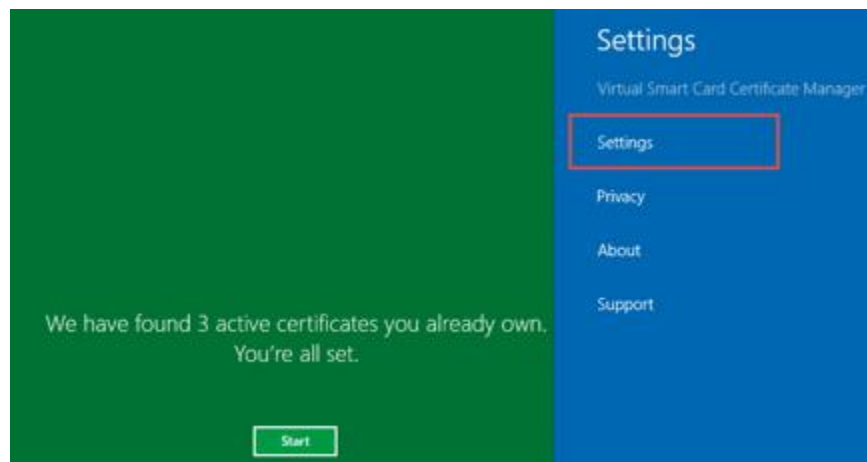 We have found 3 active certificates you already own.
You're all set.
Start
Settings
Virtual Smart Card Certificate Manager
Settings
Privacy
About
Support